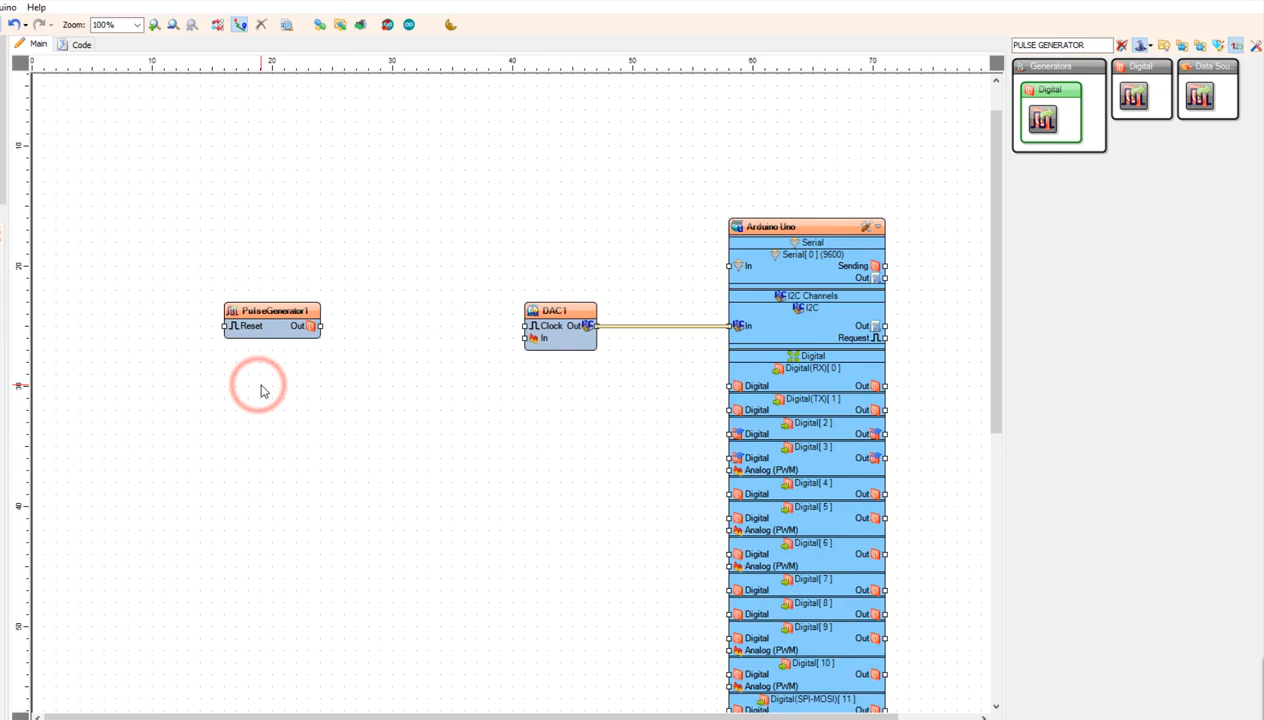 uino Help
Zoom: 100%
PULSE GENERATOR
Main Code
0 10 20 30 40 50 60 70
Generators
Digital
Digital
Data Sou...
10
20
30
40
50
PulseGenerator1
Reset Out
DAC1
Clock Out
In
Arduino Uno
Serial
Serial[ 0 ] (9600)
In Sending
Out
I2C Channels
I2C
In Out
Request
Digital
Digital(RX)[ 0 ]
Digital Out
Digital(TX)[ 1 ]
Digital Out
Digital[ 2 ]
Digital Out
Digital[ 3 ]
Digital Out
Analog (PWM)
Digital[ 4 ]
Digital Out
Digital[ 5 ]
Digital Out
Analog (PWM)
Digital[ 6 ]
Digital Out
Analog (PWM)
Digital[ 7 ]
Digital Out
Digital[ 8 ]
Digital Out
Digital[ 9 ]
Digital Out
Analog (PWM)
Digital[ 10 ]
Digital Out
Analog (PWM)
Digital(SPI-MOSI)[ 11 ]
Digital Out